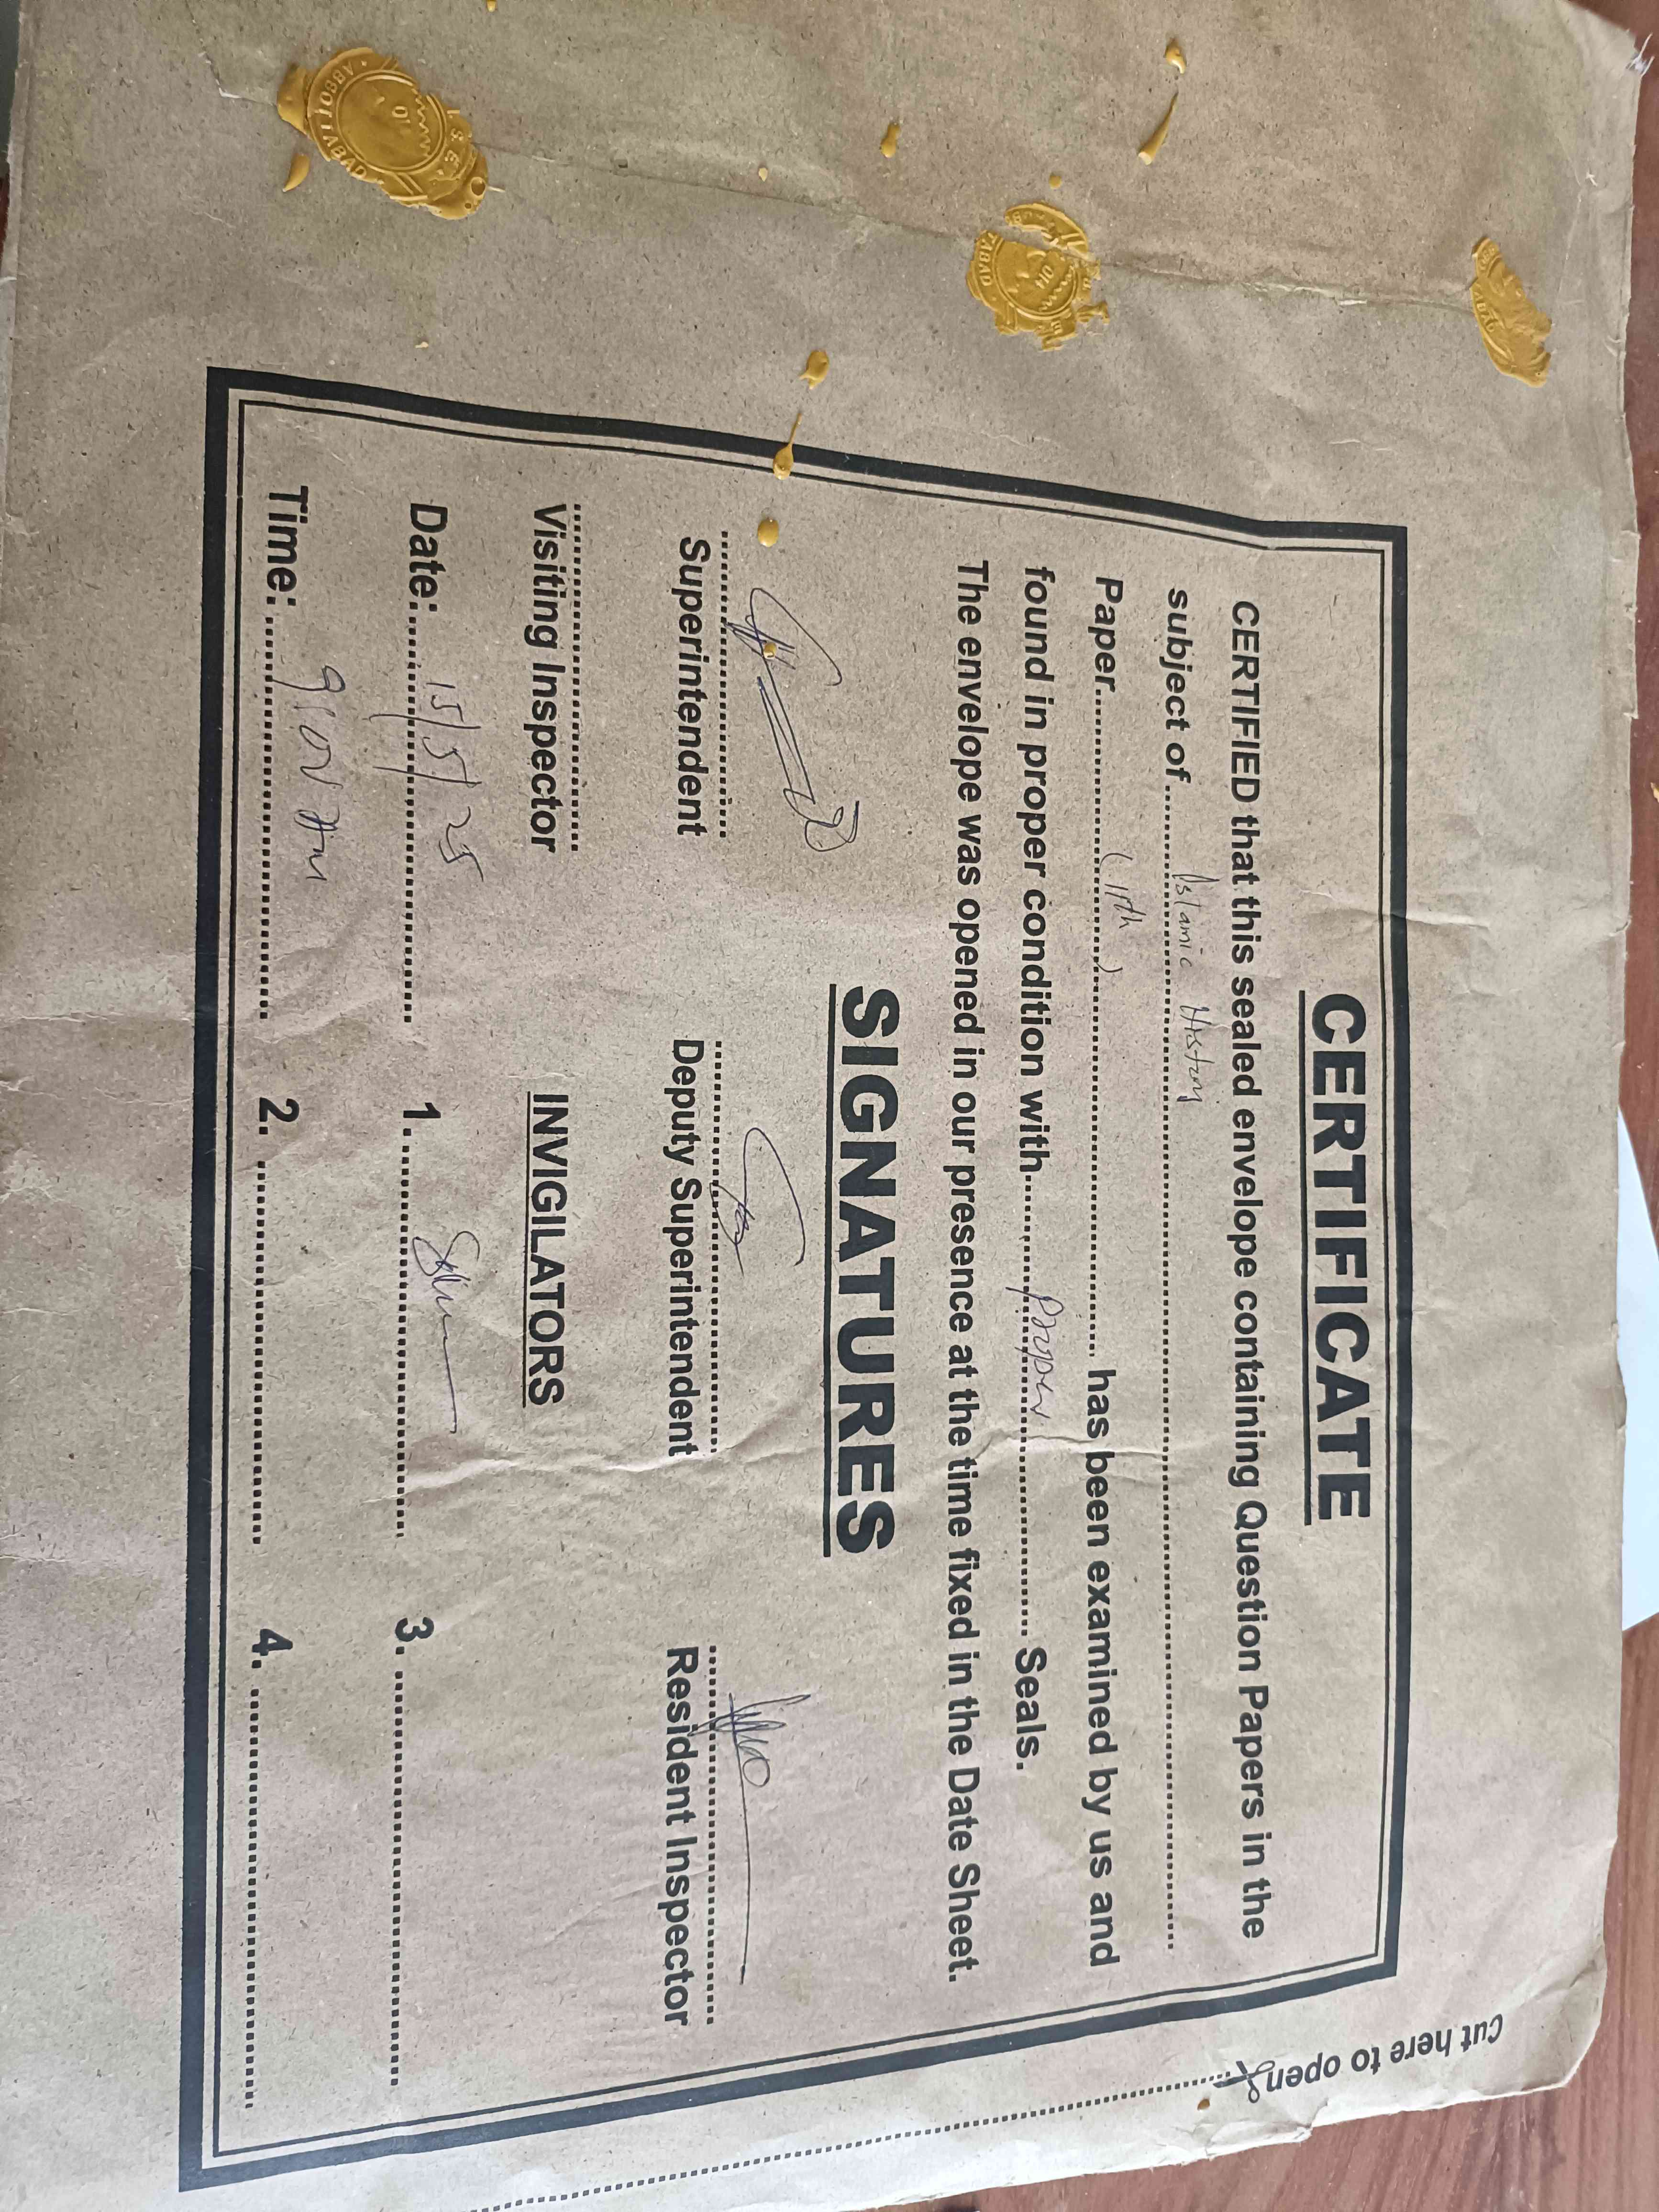 CERTIFICATE
CERTIFIED that this sealed envelope containing Question Papers in the
subject of Islamic History
Paper (11th) has been examined by us and
found in proper condition with proper Seals.
The envelope was opened in our presence at the time fixed in the Date Sheet.
SIGNATURES
Superintendent
Deputy Superintendent
Resident Inspector
Visiting Inspector
INVIGILATORS
Date: 15/5/25
1.
3.
Time: 9:00 AM
2.
4.
Cut here to open
ABBOTTABAD